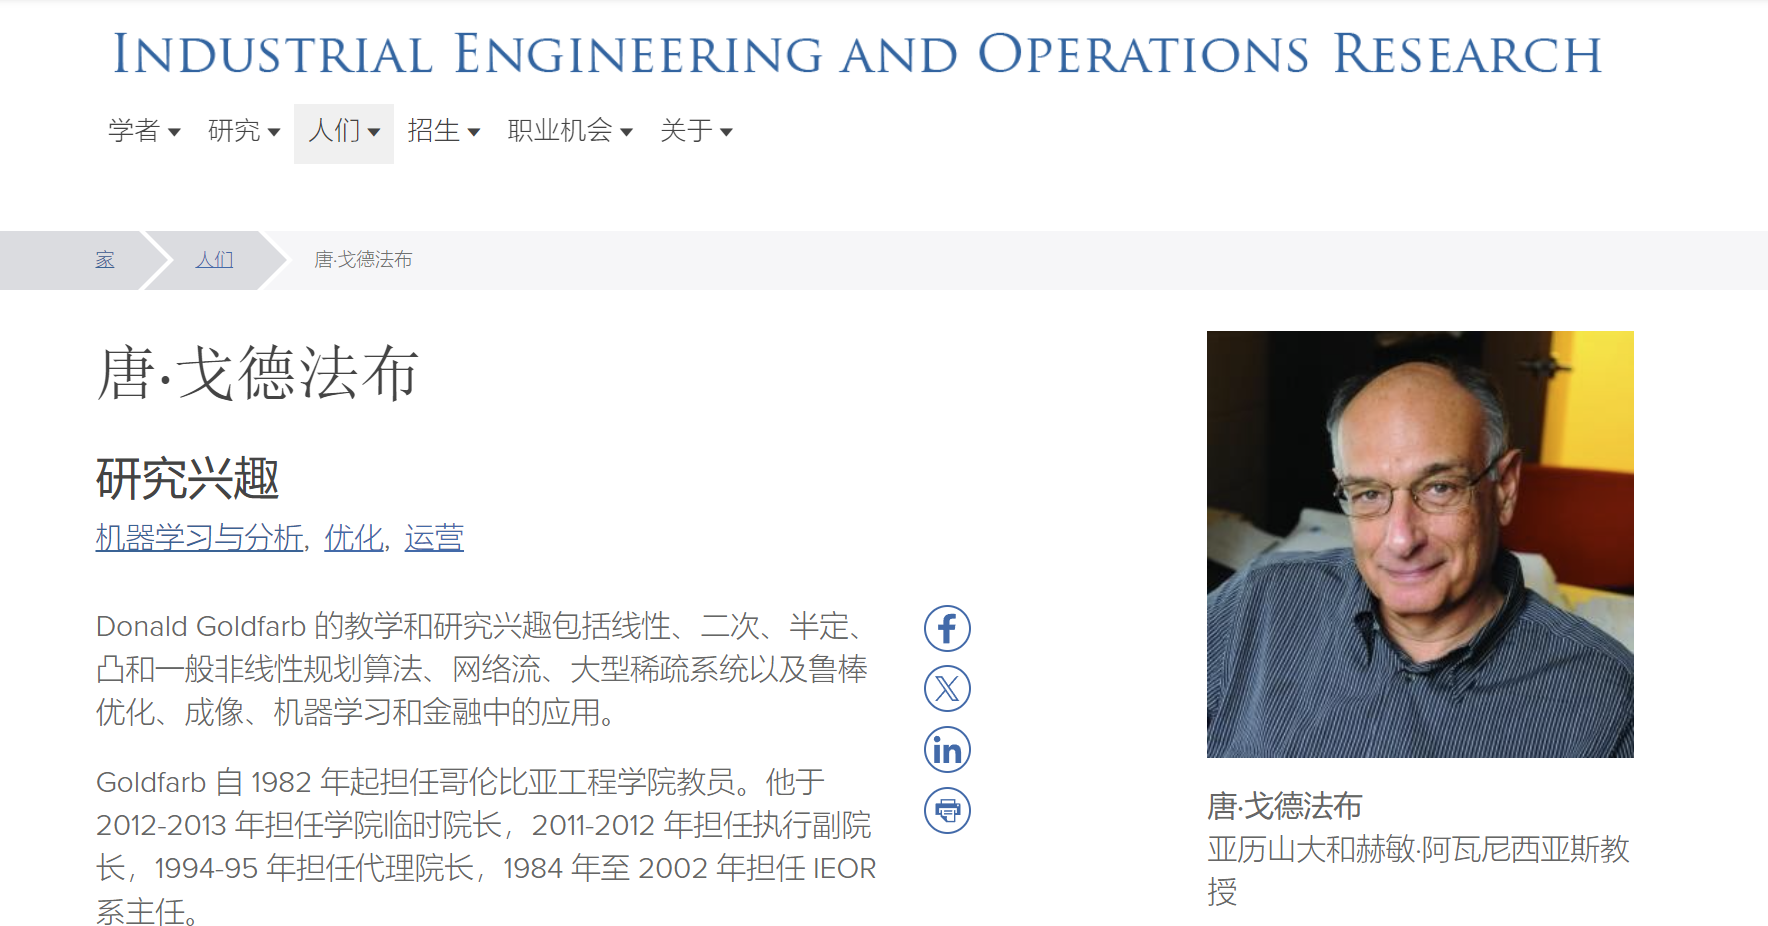 INDUSTRIAL ENGINEERING AND OPERATIONS RESEARCH
学者 研究 人们 招生 职业机会 关于
家 人们 唐·戈德法布
唐·戈德法布
研究兴趣
机器学习与分析, 优化, 运营
Donald Goldfarb 的教学和研究兴趣包括线性、二次、半定、
凸和一般非线性规划算法、网络流、大型稀疏系统以及鲁棒
优化、成像、机器学习和金融中的应用。
Goldfarb 自 1982 年起担任哥伦比亚工程学院教员。他于
2012-2013 年担任学院临时院长，2011-2012 年担任执行副院
长，1994-95 年担任代理院长，1984 年至 2002 年担任 IEOR
系主任。
唐·戈德法布
亚历山大和赫敏·阿瓦尼西亚斯教
授